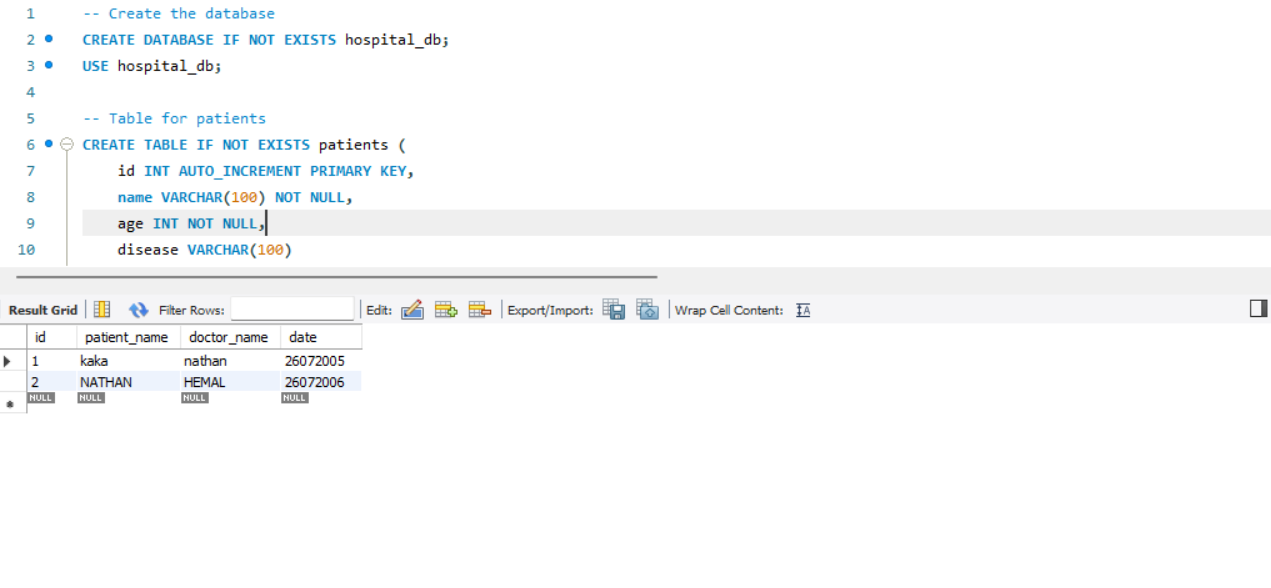 1 -- Create the database
2 CREATE DATABASE IF NOT EXISTS hospital_db;
3 USE hospital_db;
4
5 -- Table for patients
6 CREATE TABLE IF NOT EXISTS patients (
7 id INT AUTO_INCREMENT PRIMARY KEY,
8 name VARCHAR(100) NOT NULL,
9 age INT NOT NULL,
10 disease VARCHAR(100)
Result Grid Filter Rows: Edit: Export/Import: Wrap Cell Content: IA
id patient_name doctor_name date
1 kaka nathan 26072005
2 NATHAN HEMAL 26072006
NULL NULL NULL NULL